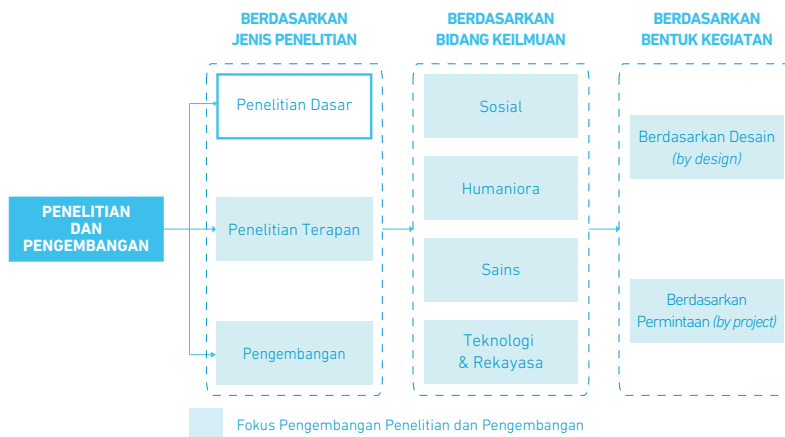 BERDASARKAN
JENIS PENELITIAN
BERDASARKAN
BIDANG KEILMUAN
BERDASARKAN
BENTUK KEGIATAN
PENELITIAN
DAN
PENGEMBANGAN
Penelitian Dasar
Penelitian Terapan
Pengembangan
Sosial
Humaniora
Sains
Teknologi
& Rekayasa
Berdasarkan Desain
(by design)
Berdasarkan
Permintaan (by project)
Fokus Pengembangan Penelitian dan Pengembangan